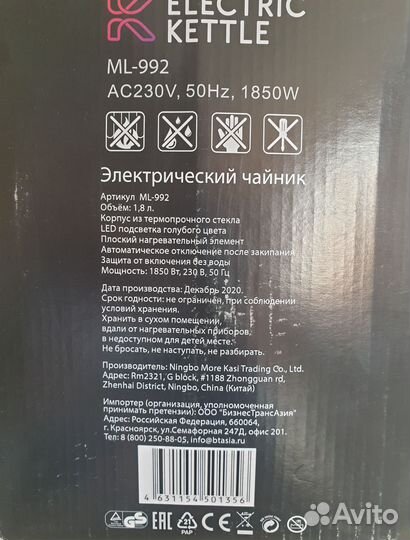 ELECTRIC
KETTLE
ML-992
AC230V, 50Hz, 1850W
Электрический чайник
Артикул ML-992
Объём: 1,8 л.
Корпус из термопрочного стекла
LED подсветка голубого цвета
Плоский нагревательный элемент
Автоматическое отключение после закипания
Защита от включения без воды
Мощность: 1850 Вт, 230 В, 50 Гц
Дата производства: Декабрь 2020.
Срок годности: не ограничен, при соблюдении
условий хранения.
Хранить в сухом помещении,
вдали от нагревательных приборов,
в недоступном для детей месте.
Не бросать, не наступать, не разбирать.
Производитель: Ningbo More Kasi Trading Co., Ltd.
Адрес: Rm2321, G block, #1188 Zhongguan rd,
Zhenhai District, Ningbo, China (Китай)
Импортер (организация, уполномоченная
принимать претензии): ООО "БизнесТрансАзия"
Адрес: Российская Федерация, 660064,
г. Красноярск, ул.Семафорная 247Д, офис 201.
Тел: 8 (800) 250-88-05, info@btasia.ru
4 631154 501356
21
PAP
Avito